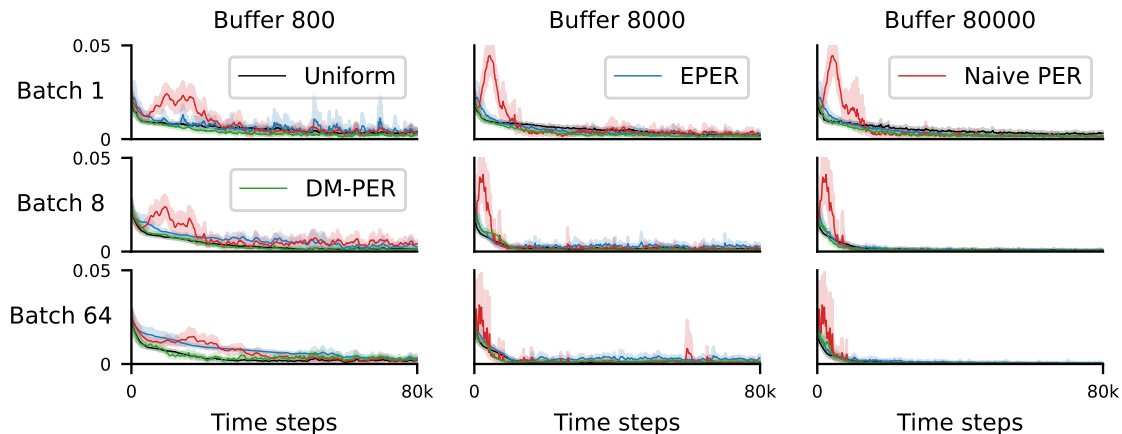 Buffer 800 Buffer 8000 Buffer 80000
0.05
Batch 1
0
Uniform
EPER
Naive PER
0.05
Batch 8
0
DM-PER
0.05
Batch 64
0
0 80k 0 80k 0 80k
Time steps Time steps Time steps